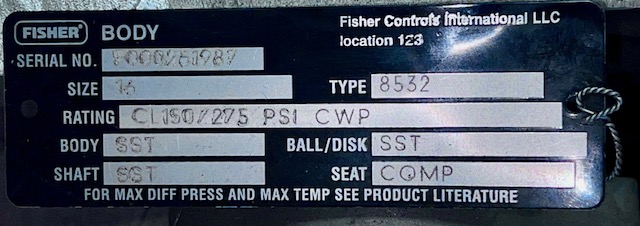 FISHER BODY Fisher Controls International LLC
location 123
SERIAL NO.
SIZE 16 TYPE 8532
RATING CL150/275 PSI CWP
BODY SST BALL/DISK SST
SHAFT SST SEAT COMP
FOR MAX DIFF PRESS AND MAX TEMP SEE PRODUCT LITERATURE